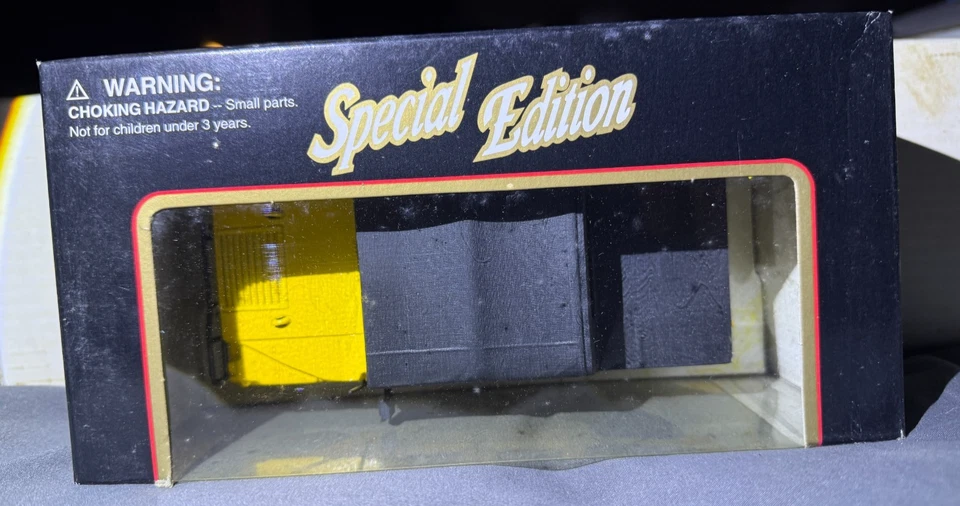 WARNING:
CHOKING HAZARD -- Small parts.
Not for children under 3 years.
Special Edition